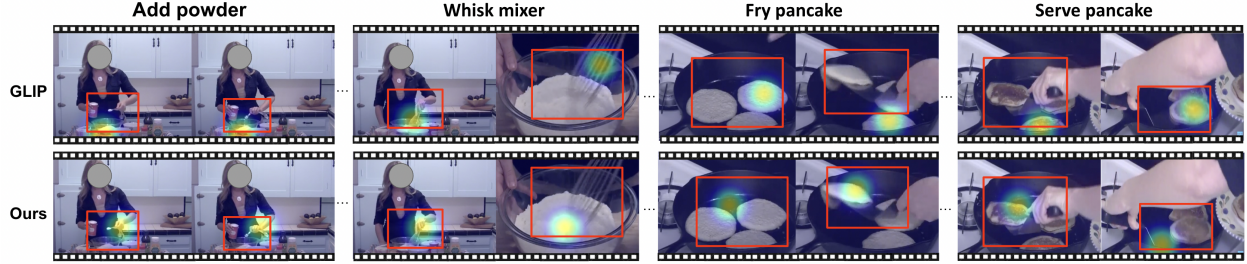 Add powder
Whisk mixer
Fry pancake
Serve pancake
GLIP
...
...
...
Ours
...
...
...